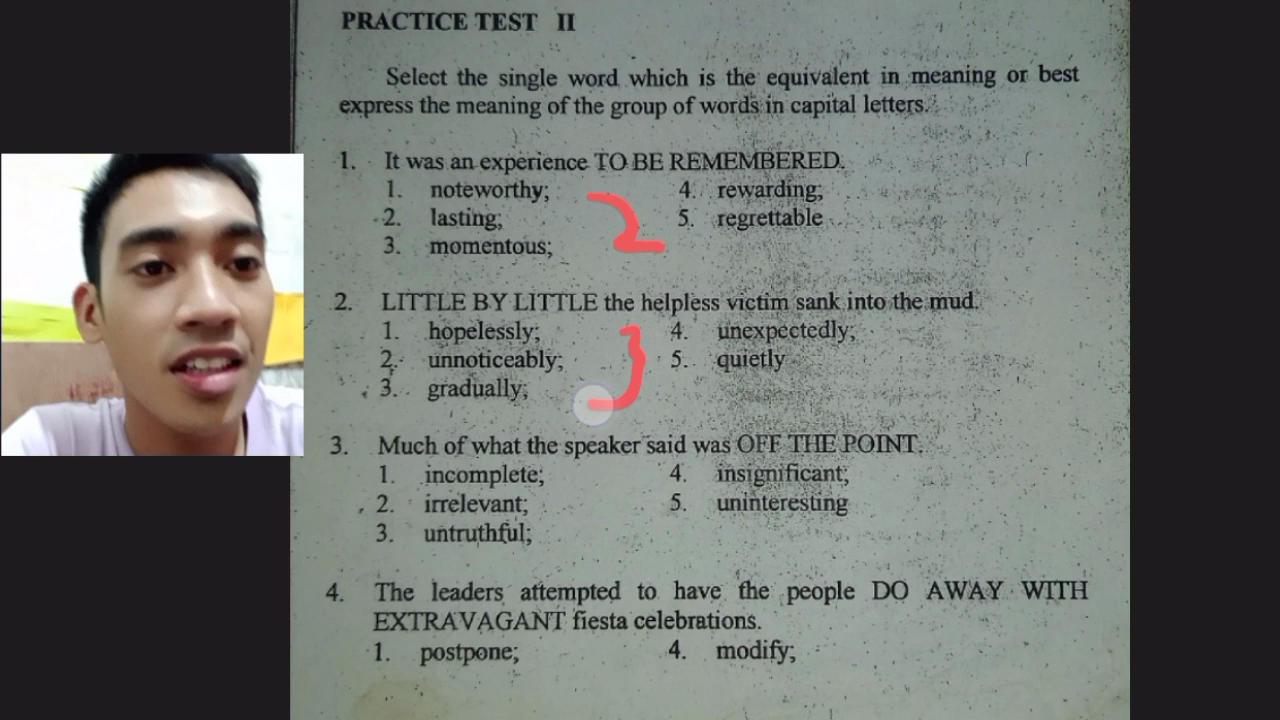 PRACTICE TEST II
Select the single word which is the equivalent in meaning or best
express the meaning of the group of words in capital letters.
1. It was an experience TO BE REMEMBERED.
1. noteworthy; 4. rewarding;
2. lasting; 5. regrettable
3. momentous;
2
2. LITTLE BY LITTLE the helpless victim sank into the mud.
1. hopelessly; 4. unexpectedly;
2. unnoticeably; 5. quietly
3. gradually;
3
3. Much of what the speaker said was OFF THE POINT.
1. incomplete; 4. insignificant;
2. irrelevant; 5. uninteresting
3. untruthful;
4. The leaders attempted to have the people DO AWAY WITH
EXTRAVAGANT fiesta celebrations.
1. postpone; 4. modify;